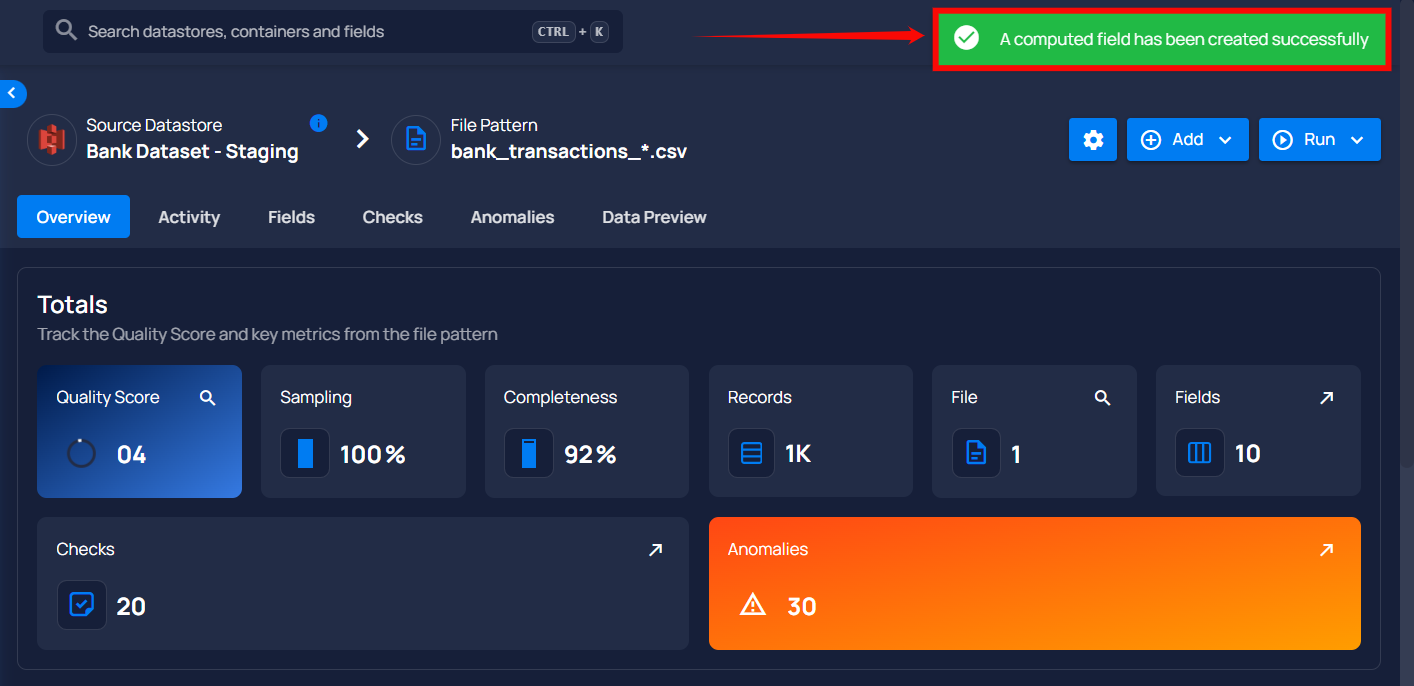 Search datastores, containers and fields
CTRL + K
A computed field has been created successfully
Source Datastore
Bank Dataset - Staging
File Pattern
bank_transactions_*.csv
Add
Run
Overview
Activity
Fields
Checks
Anomalies
Data Preview
Totals
Track the Quality Score and key metrics from the file pattern
Quality Score
04
Sampling
100%
Completeness
92%
Records
1K
File
1
Fields
10
Checks
20
Anomalies
30